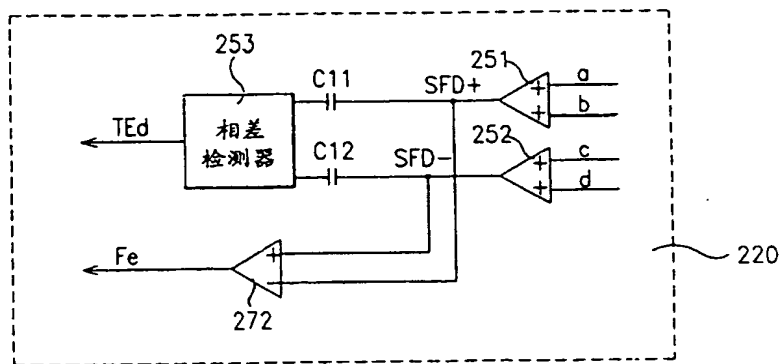 253
251
C11
SFD+
+
a
+
b
TEd
相差
检测器
252
C12
SFD-
+
c
+
d
Fe
+
-
220
272